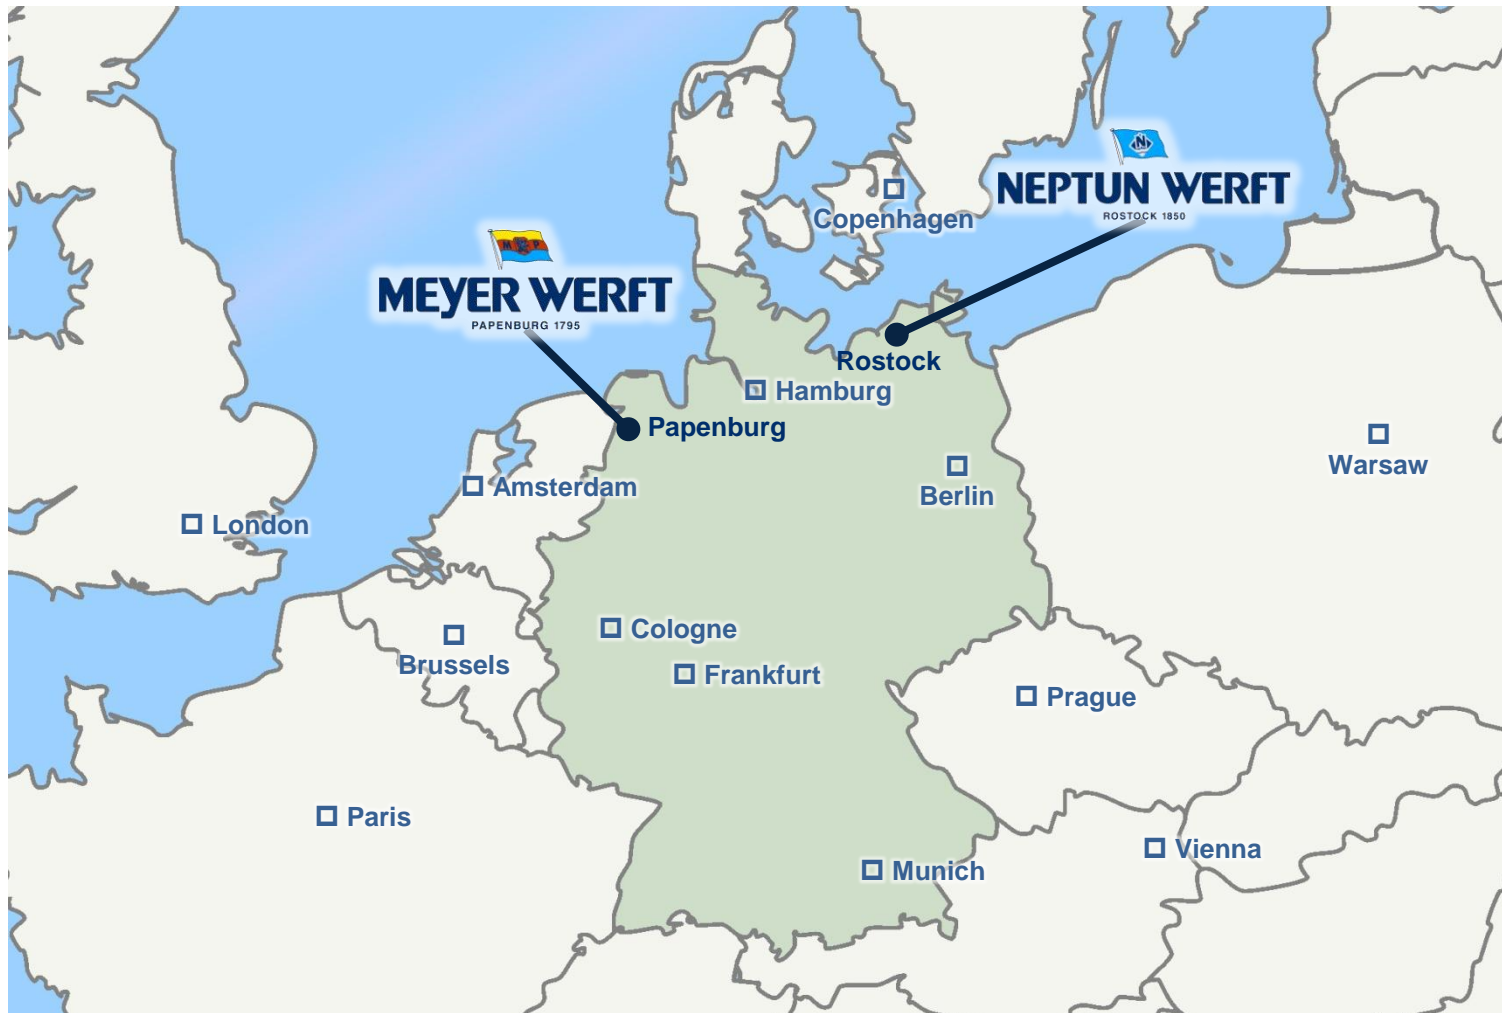 N
NEPTUN WERFT
ROSTOCK 1850
Copenhagen
M P
MEYER WERFT
PAPENBURG 1795
Rostock
Hamburg
Papenburg
Warsaw
Amsterdam
Berlin
London
Cologne
Brussels
Frankfurt
Prague
Paris
Vienna
Munich